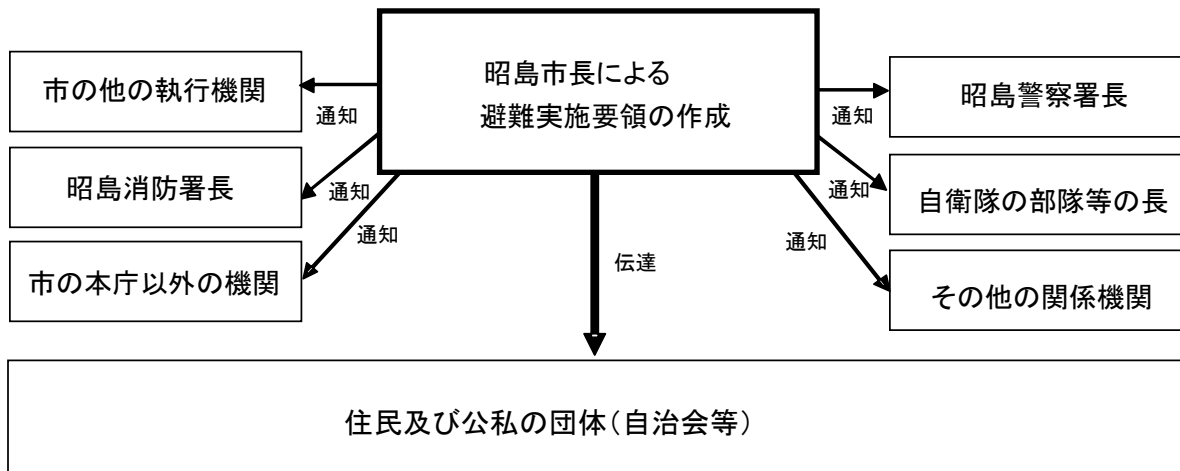 昭島市長による
避難実施要領の作成
市の他の執行機関
通知
昭島消防署長
通知
市の本庁以外の機関
通知
昭島警察署長
通知
自衛隊の部隊等の長
通知
その他の関係機関
通知
伝達
住民及び公私の団体（自治会等）